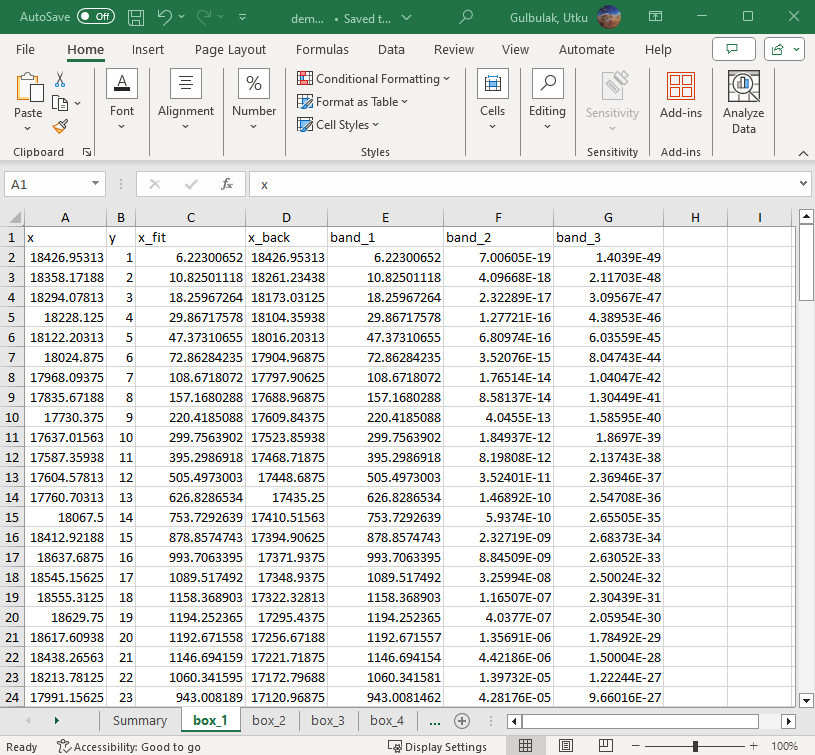 AutoSave Off dem... • Saved t... Gulbulak, Utku
File Home Insert Page Layout Formulas Data Review View Automate Help
Paste Font Alignment % Number Conditional Formatting Format as Table Cell Styles Cells Editing Sensitivity Add-ins Analyze Data
Clipboard Styles Sensitivity Add-ins
A1 fx x
A B C D E F G H I
1 x y x_fit x_back band_1 band_2 band_3
2 18426.95313 1 6.22300652 18426.95313 6.22300652 7.00605E-19 1.4039E-49
3 18358.17188 2 10.82501118 18261.23438 10.82501118 4.09968E-18 2.11703E-48
4 18294.07813 3 18.25967264 18173.03125 18.25967264 2.32289E-17 3.09567E-47
5 18228.125 4 29.86717578 18104.35938 29.86717578 1.27721E-16 4.38953E-46
6 18122.20313 5 47.37310655 18016.20313 47.37310655 6.80974E-16 6.03559E-45
7 18024.875 6 72.86284235 17904.96875 72.86284235 3.52076E-15 8.04743E-44
8 17968.09375 7 108.6718072 17797.90625 108.6718072 1.76514E-14 1.04047E-42
9 17835.67188 8 157.1680288 17688.96875 157.1680288 8.58137E-14 1.30449E-41
10 17730.375 9 220.4185088 17609.84375 220.4185088 4.0455E-13 1.58595E-40
11 17637.01563 10 299.7563902 17523.85938 299.7563902 1.84937E-12 1.8697E-39
12 17587.35938 11 395.2986918 17468.71875 395.2986918 8.19808E-12 2.13743E-38
13 17604.57813 12 505.4973003 17448.6875 505.4973003 3.52401E-11 2.36946E-37
14 17760.70313 13 626.8286534 17435.25 626.8286534 1.46892E-10 2.54708E-36
15 18067.5 14 753.7292639 17410.51563 753.7292639 5.9374E-10 2.65505E-35
16 18412.92188 15 878.8574743 17394.90625 878.8574743 2.32719E-09 2.68373E-34
17 18637.6875 16 993.7063395 17371.9375 993.7063395 8.84509E-09 2.63052E-33
18 18545.15625 17 1089.517492 17348.9375 1089.517492 3.25994E-08 2.50024E-32
19 18555.3125 18 1158.368903 17322.32813 1158.368903 1.16507E-07 2.30439E-31
20 18629.75 19 1194.252365 17295.4375 1194.252365 4.0377E-07 2.05954E-30
21 18617.60938 20 1192.671558 17256.67188 1192.671557 1.35691E-06 1.78492E-29
22 18438.26563 21 1146.694159 17221.71875 1146.694154 4.42186E-06 1.50004E-28
23 18213.78125 22 1060.341595 17172.79688 1060.341581 1.39732E-05 1.22244E-27
24 17991.15625 23 943.008189 17120.96875 943.0081462 4.28176E-05 9.66016E-27
Summary box_1 box_2 box_3 box_4 ...
Ready Accessibility: Good to go Display Settings 100%